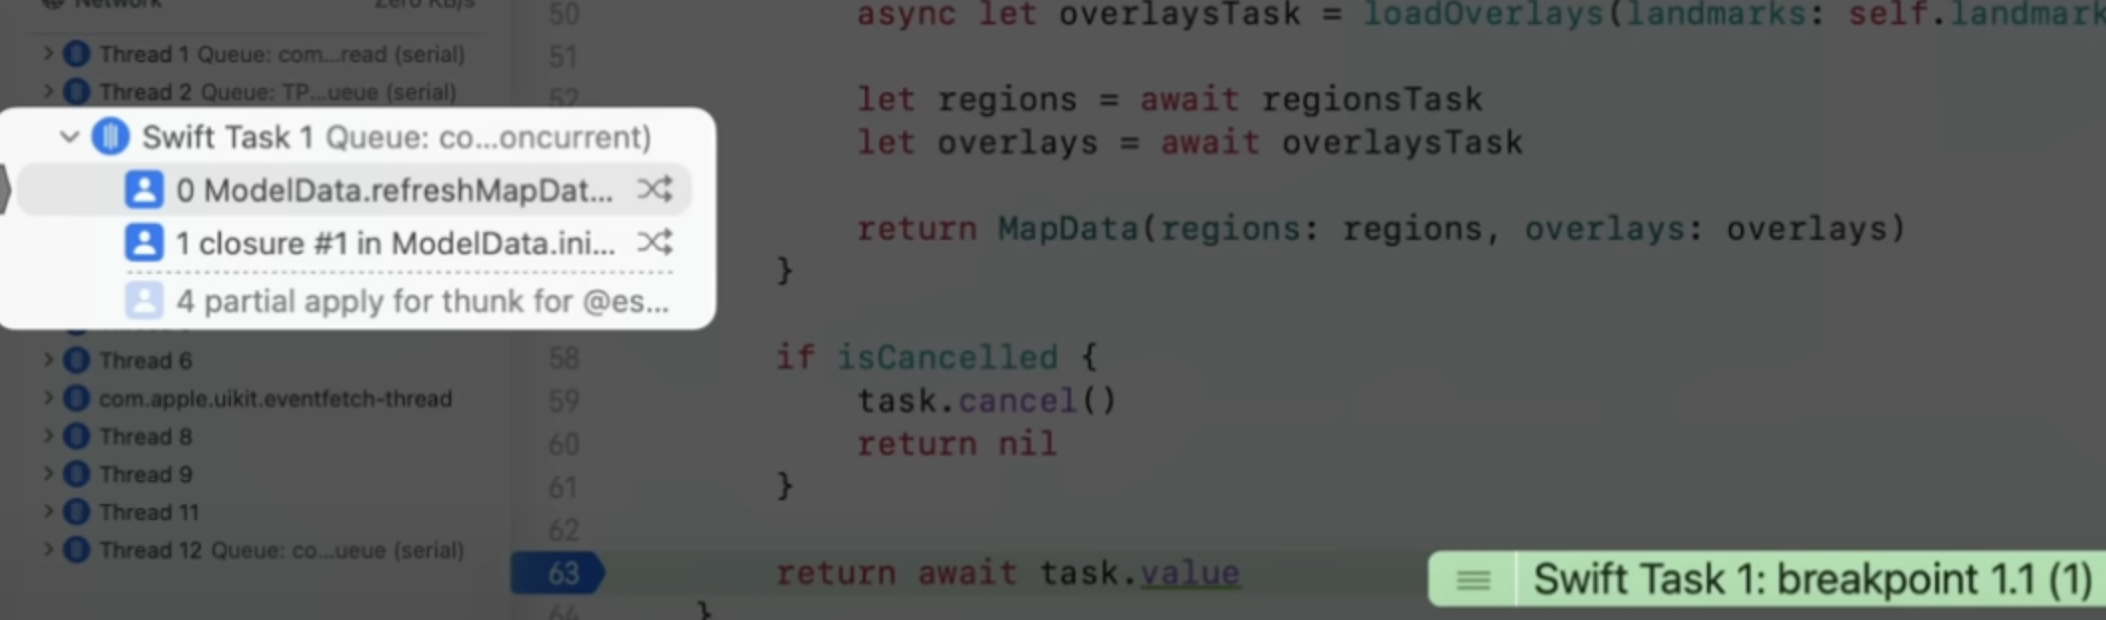 Network Zero KB/s
Thread 1 Queue: com...read (serial)
Thread 2 Queue: TP...ueue (serial)
Swift Task 1 Queue: co...oncurrent)
0 ModelData.refreshMapDat...
1 closure #1 in ModelData.ini...
4 partial apply for thunk for @es...
Thread 6
com.apple.uikit.eventfetch-thread
Thread 8
Thread 9
Thread 11
Thread 12 Queue: co...ueue (serial)
50 async let overlaysTask = loadOverlays(landmarks: self.landmark
51
52 let regions = await regionsTask
let overlays = await overlaysTask
return MapData(regions: regions, overlays: overlays)
}
58 if isCancelled {
59 task.cancel()
60 return nil
61 }
62
63 return await task.value
Swift Task 1: breakpoint 1.1 (1)
64 }